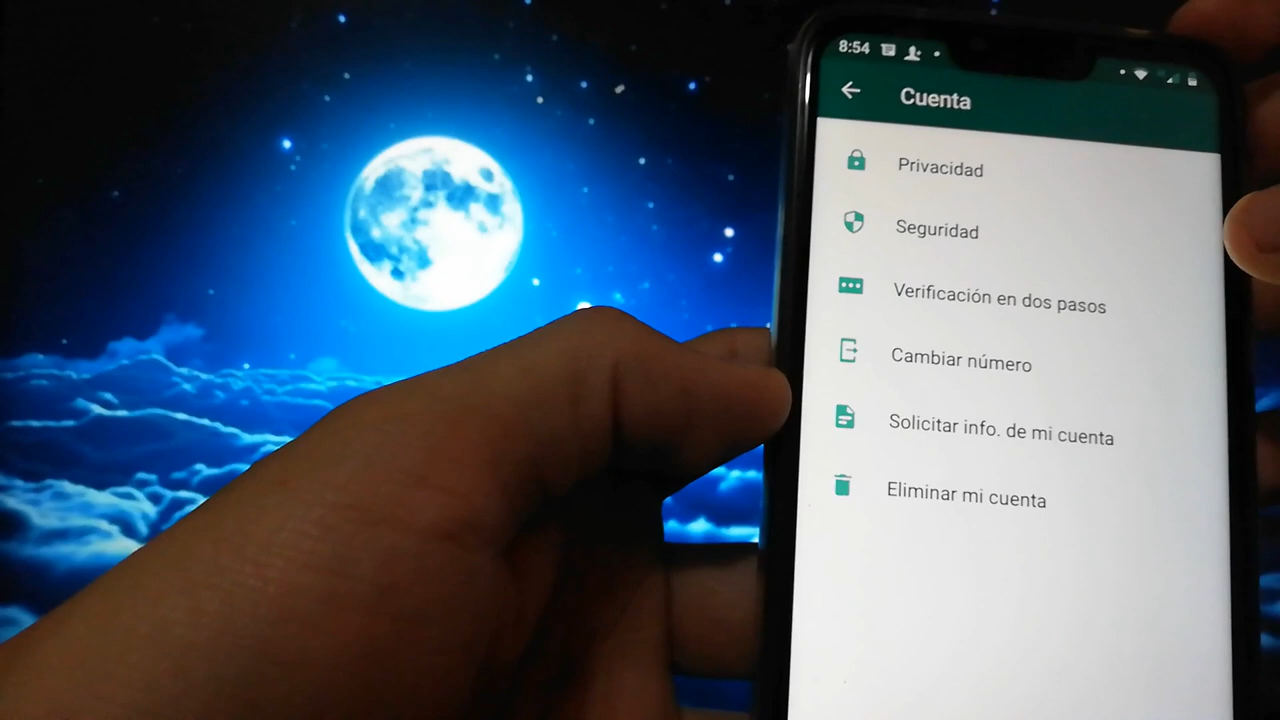 8:54
Cuenta
Privacidad
Seguridad
Verificación en dos pasos
Cambiar número
Solicitar info. de mi cuenta
Eliminar mi cuenta